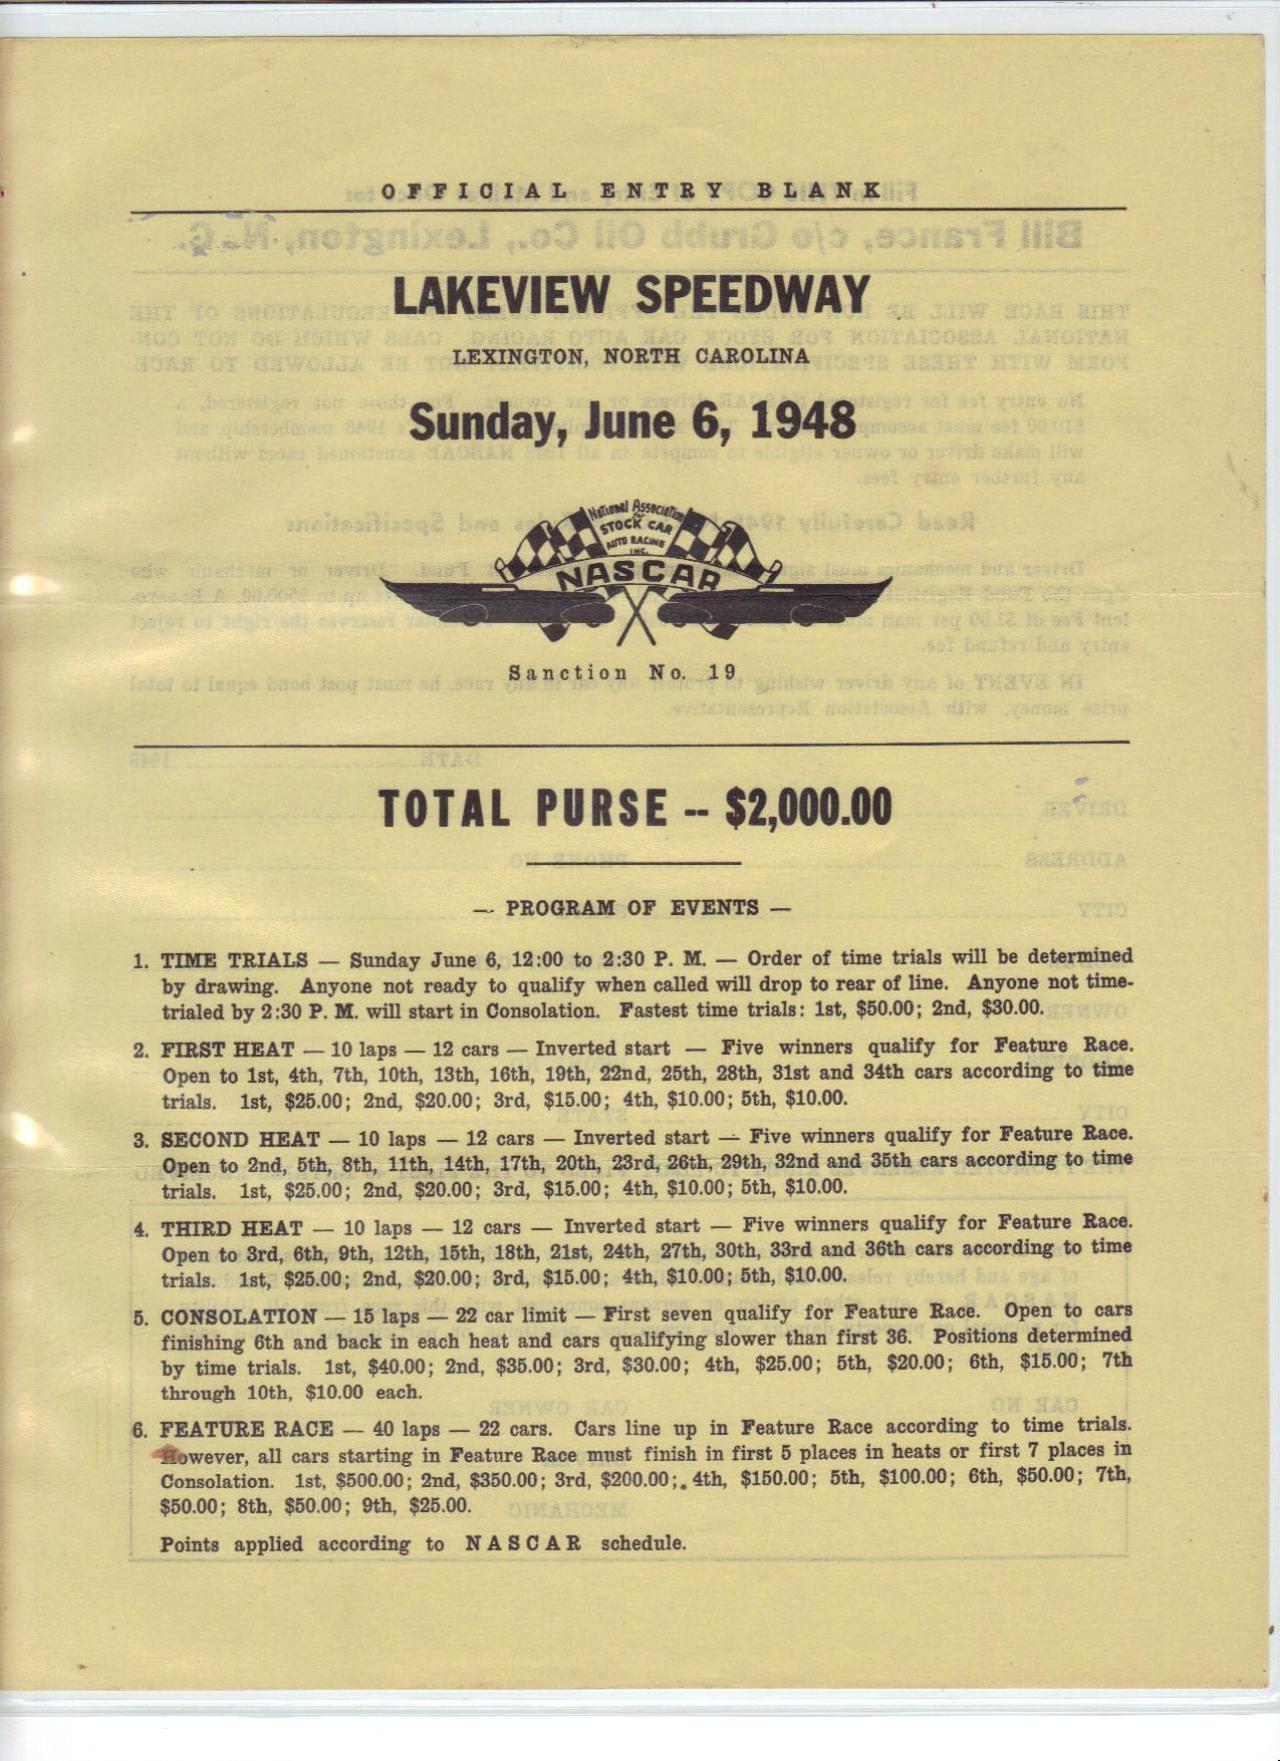 OFFICIAL ENTRY BLANK
LAKEVIEW SPEEDWAY
LEXINGTON, NORTH CAROLINA
Sunday, June 6, 1948
National Association
for
STOCK CAR
AUTO RACING
INC.
NASCAR
Sanction No. 19
TOTAL PURSE -- $2,000.00
— PROGRAM OF EVENTS —
1. TIME TRIALS — Sunday June 6, 12:00 to 2:30 P. M. — Order of time trials will be determined
by drawing. Anyone not ready to qualify when called will drop to rear of line. Anyone not time-
trialed by 2:30 P. M. will start in Consolation. Fastest time trials: 1st, $50.00; 2nd, $30.00.
2. FIRST HEAT — 10 laps — 12 cars — Inverted start — Five winners qualify for Feature Race.
Open to 1st, 4th, 7th, 10th, 13th, 16th, 19th, 22nd, 25th, 28th, 31st and 34th cars according to time
trials. 1st, $25.00; 2nd, $20.00; 3rd, $15.00; 4th, $10.00; 5th, $10.00.
3. SECOND HEAT — 10 laps — 12 cars — Inverted start — Five winners qualify for Feature Race.
Open to 2nd, 5th, 8th, 11th, 14th, 17th, 20th, 23rd, 26th, 29th, 32nd and 35th cars according to time
trials. 1st, $25.00; 2nd, $20.00; 3rd, $15.00; 4th, $10.00; 5th, $10.00.
4. THIRD HEAT — 10 laps — 12 cars — Inverted start — Five winners qualify for Feature Race.
Open to 3rd, 6th, 9th, 12th, 15th, 18th, 21st, 24th, 27th, 30th, 33rd and 36th cars according to time
trials. 1st, $25.00; 2nd, $20.00; 3rd, $15.00; 4th, $10.00; 5th, $10.00.
5. CONSOLATION — 15 laps — 22 car limit — First seven qualify for Feature Race. Open to cars
finishing 6th and back in each heat and cars qualifying slower than first 36. Positions determined
by time trials. 1st, $40.00; 2nd, $35.00; 3rd, $30.00; 4th, $25.00; 5th, $20.00; 6th, $15.00; 7th
through 10th, $10.00 each.
6. FEATURE RACE — 40 laps — 22 cars. Cars line up in Feature Race according to time trials.
However, all cars starting in Feature Race must finish in first 5 places in heats or first 7 places in
Consolation. 1st, $500.00; 2nd, $350.00; 3rd, $200.00; 4th, $150.00; 5th, $100.00; 6th, $50.00; 7th,
$50.00; 8th, $50.00; 9th, $25.00.
Points applied according to NASCAR schedule.